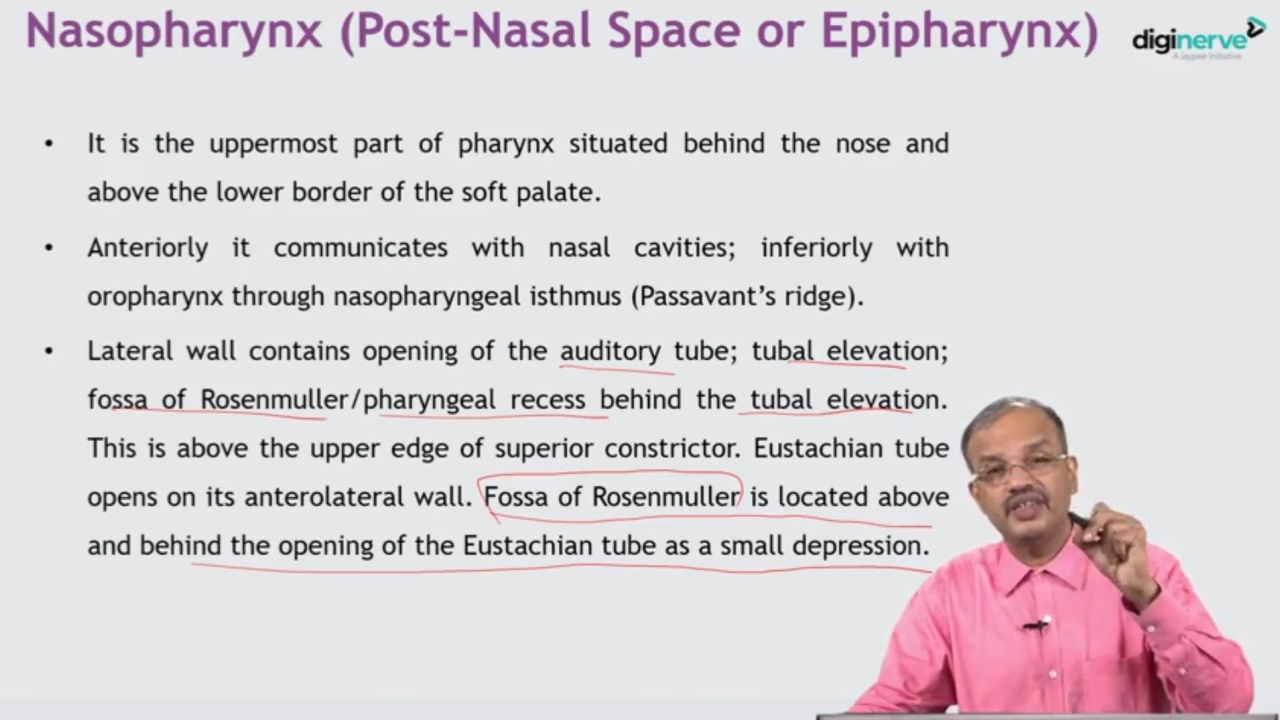 Nasopharynx (Post-Nasal Space or Epipharynx)
diginerve
A Jaypee Initiative
• It is the uppermost part of pharynx situated behind the nose and
above the lower border of the soft palate.
• Anteriorly it communicates with nasal cavities; inferiorly with
oropharynx through nasopharyngeal isthmus (Passavant’s ridge).
• Lateral wall contains opening of the auditory tube; tubal elevation;
fossa of Rosenmuller/pharyngeal recess behind the tubal elevation.
This is above the upper edge of superior constrictor. Eustachian tube
opens on its anterolateral wall. Fossa of Rosenmuller is located above
and behind the opening of the Eustachian tube as a small depression.